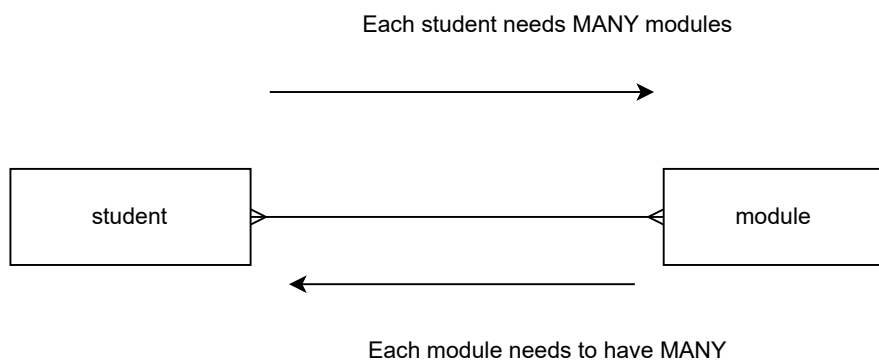 Each student needs MANY modules
student
module
Each module needs to have MANY